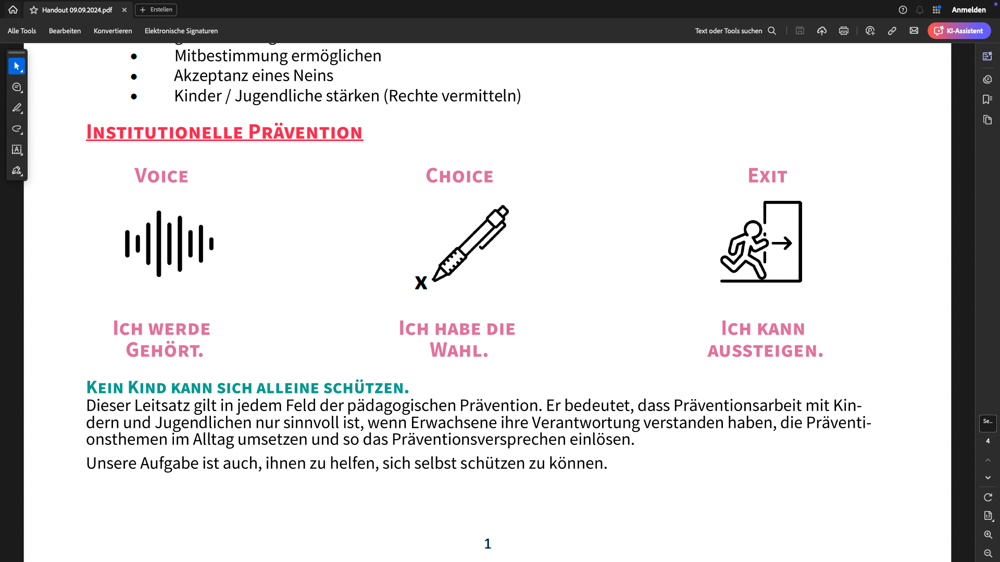 Handout 09.09.2024.pdf
Erstellen
Anmelden
Alle Tools
Bearbeiten
Konvertieren
Elektronische Signaturen
Text oder Tools suchen
KI-Assistent
• Mitbestimmung ermöglichen
• Akzeptanz eines Neins
• Kinder / Jugendliche stärken (Rechte vermitteln)
Institutionelle Prävention
Voice
Choice
Exit
x
Ich werde
Gehört.
Ich habe die
Wahl.
Ich kann
aussteigen.
Kein Kind kann sich alleine schützen.
Dieser Leitsatz gilt in jedem Feld der pädagogischen Prävention. Er bedeutet, dass Präventionsarbeit mit Kin-
dern und Jugendlichen nur sinnvoll ist, wenn Erwachsene ihre Verantwortung verstanden haben, die Präventi-
onsthemen im Alltag umsetzen und so das Präventionsversprechen einlösen.
Unsere Aufgabe ist auch, ihnen zu helfen, sich selbst schützen zu können.
1
Se...
4